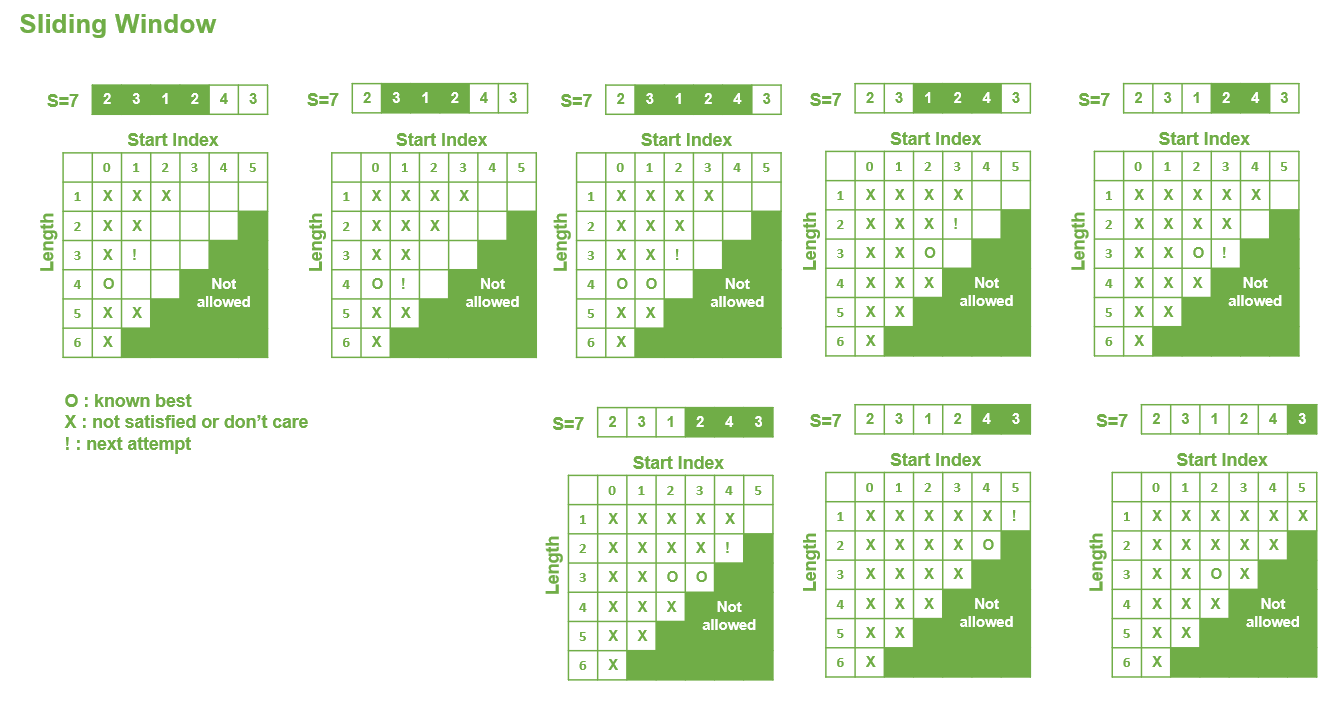 Sliding Window
S=7 2 3 1 2 4 3
Start Index
Length
0 1 2 3 4 5
1 X X X
2 X X
3 X !
4 O
5 X X
6 X
Not
allowed
S=7 2 3 1 2 4 3
Start Index
Length
0 1 2 3 4 5
1 X X X X
2 X X X
3 X X
4 O !
5 X X
6 X
Not
allowed
S=7 2 3 1 2 4 3
Start Index
Length
0 1 2 3 4 5
1 X X X X
2 X X X
3 X X !
4 O O
5 X X
6 X
Not
allowed
S=7 2 3 1 2 4 3
Start Index
Length
0 1 2 3 4 5
1 X X X X
2 X X X !
3 X X O
4 X X X
5 X X
6 X
Not
allowed
S=7 2 3 1 2 4 3
Start Index
Length
0 1 2 3 4 5
1 X X X X X
2 X X X X
3 X X O !
4 X X X
5 X X
6 X
Not
allowed
O : known best
X : not satisfied or don’t care
! : next attempt
S=7 2 3 1 2 4 3
Start Index
Length
0 1 2 3 4 5
1 X X X X X
2 X X X X !
3 X X O O
4 X X X
5 X X
6 X
Not
allowed
S=7 2 3 1 2 4 3
Start Index
Length
0 1 2 3 4 5
1 X X X X X !
2 X X X X O
3 X X X X
4 X X X
5 X X
6 X
Not
allowed
S=7 2 3 1 2 4 3
Start Index
Length
0 1 2 3 4 5
1 X X X X X X
2 X X X X X
3 X X O X
4 X X X
5 X X
6 X
Not
allowed